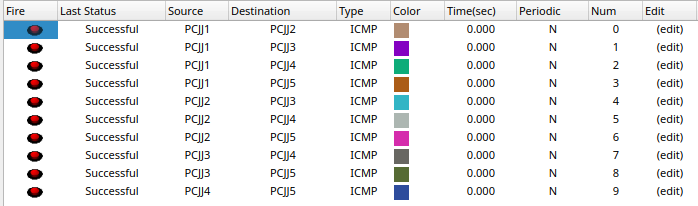 Fire Last Status Source Destination Type Color Time(sec) Periodic Num Edit
Successful PCJJ1 PCJJ2 ICMP 0.000 N 0 (edit)
Successful PCJJ1 PCJJ3 ICMP 0.000 N 1 (edit)
Successful PCJJ1 PCJJ4 ICMP 0.000 N 2 (edit)
Successful PCJJ1 PCJJ5 ICMP 0.000 N 3 (edit)
Successful PCJJ2 PCJJ3 ICMP 0.000 N 4 (edit)
Successful PCJJ2 PCJJ4 ICMP 0.000 N 5 (edit)
Successful PCJJ2 PCJJ5 ICMP 0.000 N 6 (edit)
Successful PCJJ3 PCJJ4 ICMP 0.000 N 7 (edit)
Successful PCJJ3 PCJJ5 ICMP 0.000 N 8 (edit)
Successful PCJJ4 PCJJ5 ICMP 0.000 N 9 (edit)